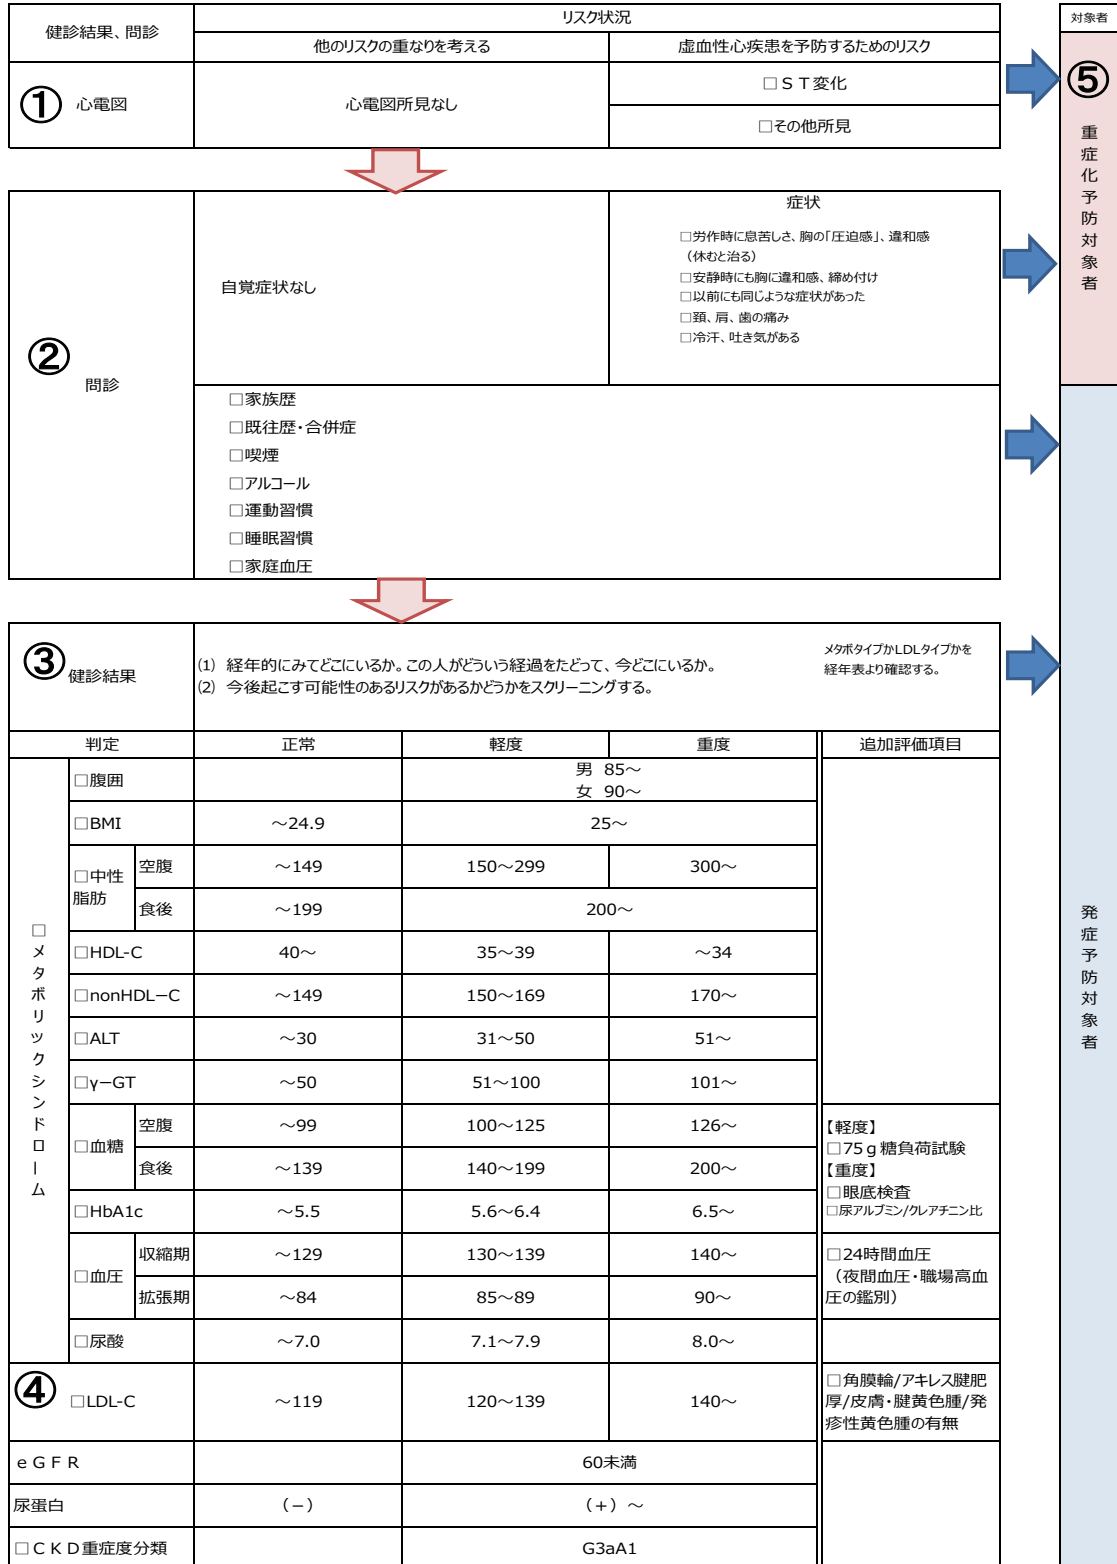 健診結果、問診
リスク状況
対象者
他のリスクの重なりを考える
虚血性心疾患を予防するためのリスク
① 心電図
心電図所見なし
□ＳＴ変化
□その他所見
⑤
重症化予防対象者
② 問診
自覚症状なし
症状
□労作時に息苦しさ、胸の「圧迫感」、違和感
（休むと治る）
□安静時にも胸に違和感、締め付け
□以前にも同じような症状があった
□頚、肩、歯の痛み
□冷汗、吐き気がある
□家族歴
□既往歴・合併症
□喫煙
□アルコール
□運動習慣
□睡眠習慣
□家庭血圧
③ 健診結果
⑴ 経年的にみてどこにいるか。この人がどういう経過をたどって、今どこにいるか。
⑵ 今後起こす可能性のあるリスクがあるかどうかをスクリーニングする。
メタボタイプかLDLタイプかを
経年表より確認する。
発症予防対象者
判定 正常 軽度 重度 追加評価項目
□メタボリックシンドローム
□腹囲
男 85～
女 90～
□BMI ～24.9 25～
□中性
脂肪
空腹 ～149 150～299 300～
食後 ～199 200～
□HDL-C 40～ 35～39 ～34
□nonHDL－C ～149 150～169 170～
□ALT ～30 31～50 51～
□γ－GT ～50 51～100 101～
□血糖
空腹 ～99 100～125 126～
食後 ～139 140～199 200～
□HbA1c ～5.5 5.6～6.4 6.5～
【軽度】
□75ｇ糖負荷試験
【重度】
□眼底検査
□尿アルブミン/クレアチニン比
□血圧
収縮期 ～129 130～139 140～
拡張期 ～84 85～89 90～
□24時間血圧
（夜間血圧・職場高血
圧の鑑別）
□尿酸 ～7.0 7.1～7.9 8.0～
④ □LDL-C ～119 120～139 140～
□角膜輪/アキレス腱肥
厚/皮膚・腱黄色腫/発
疹性黄色腫の有無
ｅＧＦＲ 60未満
尿蛋白 （－） （＋）～
□ＣＫＤ重症度分類 G3aA1